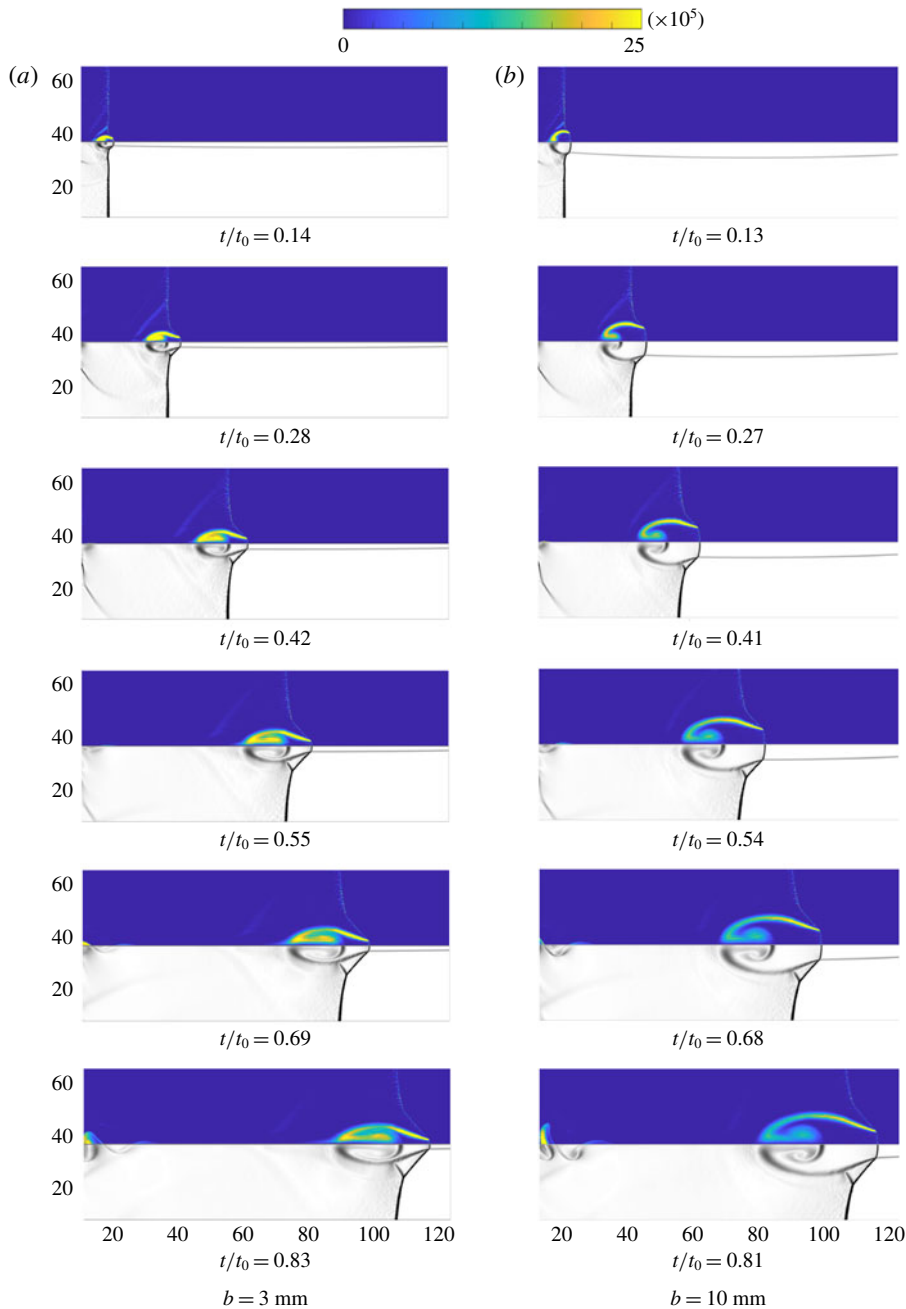 0 25 (×10⁵)
(a) (b)
60
40
20
t/t₀ = 0.14 t/t₀ = 0.13
60
40
20
t/t₀ = 0.28 t/t₀ = 0.27
60
40
20
t/t₀ = 0.42 t/t₀ = 0.41
60
40
20
t/t₀ = 0.55 t/t₀ = 0.54
60
40
20
t/t₀ = 0.69 t/t₀ = 0.68
60
40
20
20 40 60 80 100 120 20 40 60 80 100 120
t/t₀ = 0.83 t/t₀ = 0.81
b = 3 mm b = 10 mm